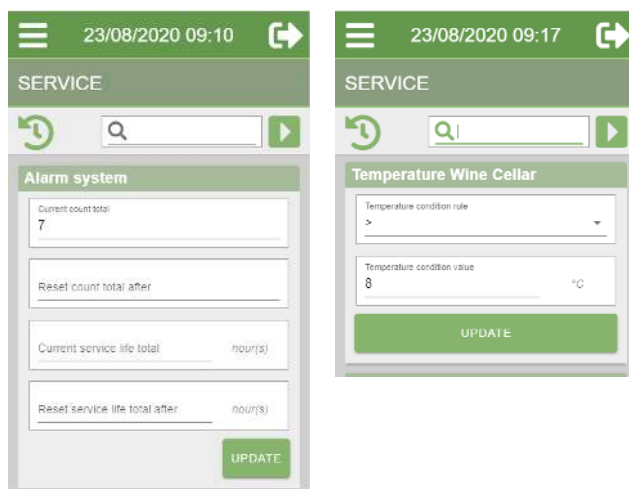 23/08/2020 09:10
SERVICE
Alarm system
Current count total
7
Reset count total after
Current service life total hour(s)
Reset service life total after hour(s)
UPDATE
23/08/2020 09:17
SERVICE
Temperature Wine Cellar
Temperature condition rule
>
Temperature condition value
8 °C
UPDATE